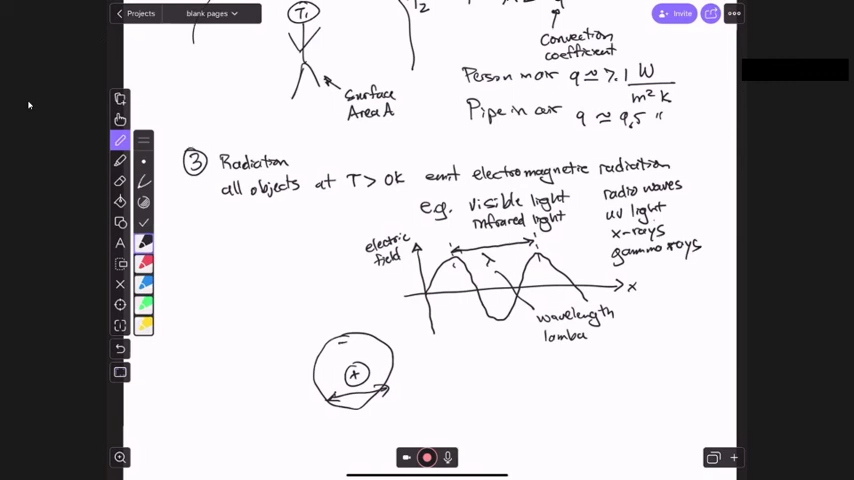 Projects
blank pages
Invite
T1
T2
Convection
coefficient
Surface
Area A
Person in air q ≃ 7.1 W
m² K
Pipe in air q ≃ 9.5 "
③ Radiation
all objects at T > 0K emit electromagnetic radiation
e.g. visible light
infrared light
radio waves
uv light
x-rays
gamma rays
electric
field
λ
x
wavelength
lamba
−
+